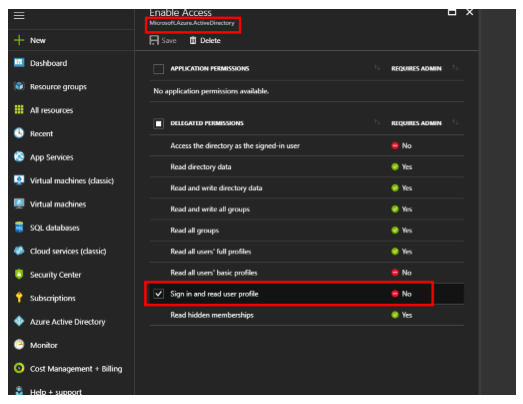 Enable Access
Microsoft.Azure.ActiveDirectory
Save Delete
New
Dashboard
Resource groups
All resources
Recent
App Services
Virtual machines (classic)
Virtual machines
SQL databases
Cloud services (classic)
Security Center
Subscriptions
Azure Active Directory
Monitor
Cost Management + Billing
Help + support
APPLICATION PERMISSIONS REQUIRES ADMIN
No application permissions available.
DELEGATED PERMISSIONS REQUIRES ADMIN
Access the directory as the signed-in user No
Read directory data Yes
Read and write directory data Yes
Read and write all groups Yes
Read all groups Yes
Read all users' full profiles Yes
Read all users' basic profiles No
Sign in and read user profile No
Read hidden memberships Yes